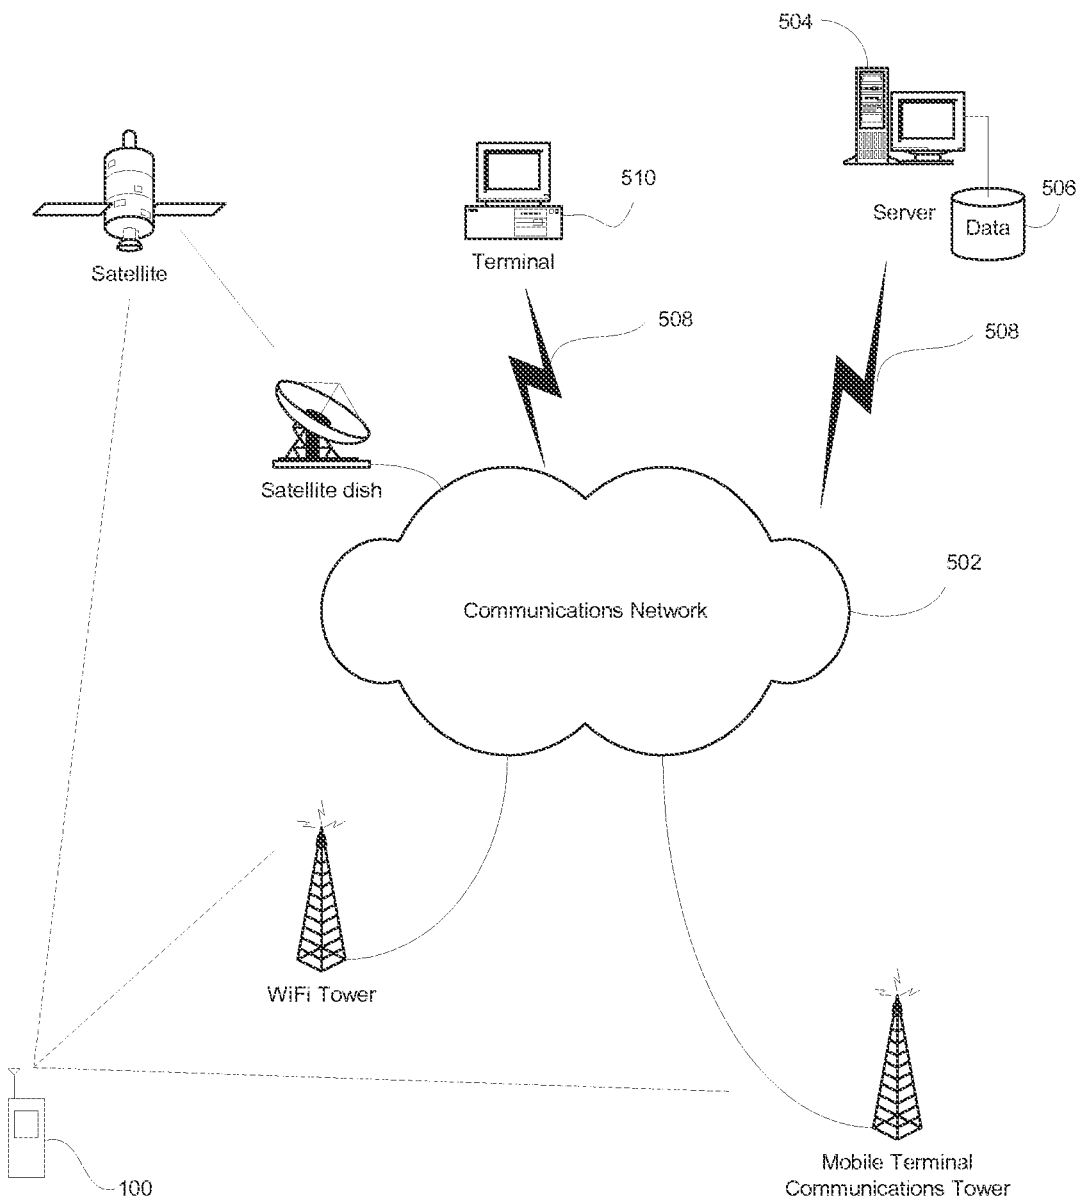 504
510
506
Server
Data
Terminal
Satellite
508
508
Satellite dish
502
Communications Network
WiFi Tower
Mobile Terminal
Communications Tower
100